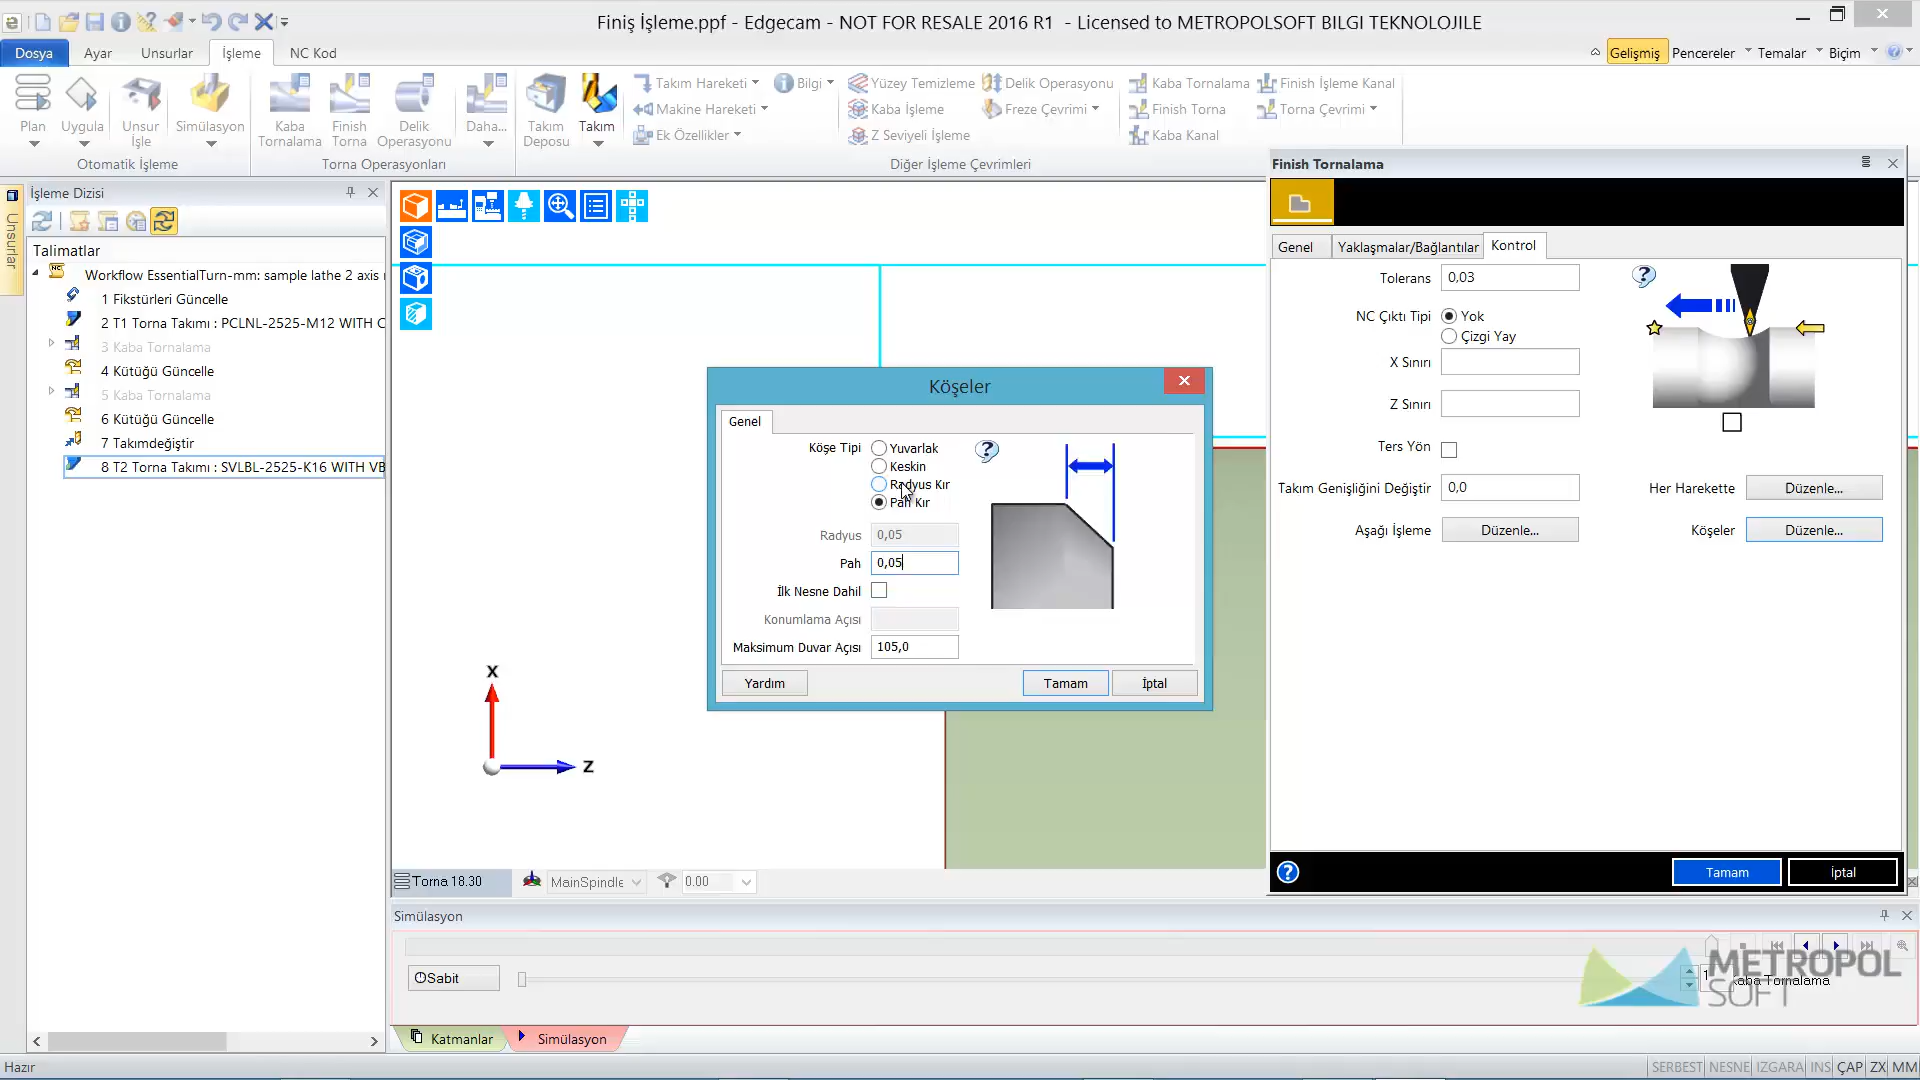 Finiş İşleme.ppf - Edgecam - NOT FOR RESALE 2016 R1 - Licensed to METROPOLSOFT BILGI TEKNOLOJILE
Dosya Ayar Unsurlar İşleme NC Kod
Gelişmiş Pencereler Temalar Biçim
Plan
Uygula
Unsur İşle
Simülasyon
Otomatik İşleme
Kaba Tornalama
Finish Torna
Delik Operasyonu
Daha...
Torna Operasyonları
Takım Deposu
Takım
Takım Hareketi Bilgi
Makine Hareketi
Ek Özellikler
Yüzey Temizleme Delik Operasyonu
Kaba İşleme Freze Çevrimi
Z Seviyeli İşleme
Kaba Tornalama Finish İşleme Kanal
Finish Torna Torna Çevrimi
Kaba Kanal
Diğer İşleme Çevrimleri
Unsurlar
İşleme Dizisi
Talimatlar
Workflow EssentialTurn-mm: sample lathe 2 axis
1 Fikstürleri Güncelle
2 T1 Torna Takımı : PCLNL-2525-M12 WITH C
3 Kaba Tornalama
4 Kütüğü Güncelle
5 Kaba Tornalama
6 Kütüğü Güncelle
7 Takımdeğiştir
8 T2 Torna Takımı : SVLBL-2525-K16 WITH VB
X
Z
Köşeler
Genel
Köşe Tipi
Yuvarlak
Keskin
Radyus Kır
Pah Kır
Radyus 0,05
Pah 0,05
İlk Nesne Dahil
Konumlama Açısı
Maksimum Duvar Açısı 105,0
Yardım Tamam İptal
Finish Tornalama
Genel Yaklaşmalar/Bağlantılar Kontrol
Tolerans 0,03
NC Çıktı Tipi Yok
Çizgi Yay
X Sınırı
Z Sınırı
Ters Yön
Takım Genişliğini Değiştir 0,0
Her Harekette Düzenle...
Aşağı İşleme Düzenle...
Köşeler Düzenle...
Tamam İptal
Torna 18.30 MainSpindle 0.00
Simülasyon
Sabit
METROPOL
SOFT
Kaba Tornalama
Katmanlar Simülasyon
Hazır
SERBEST NESNE IZGARA INS ÇAP ZX MM